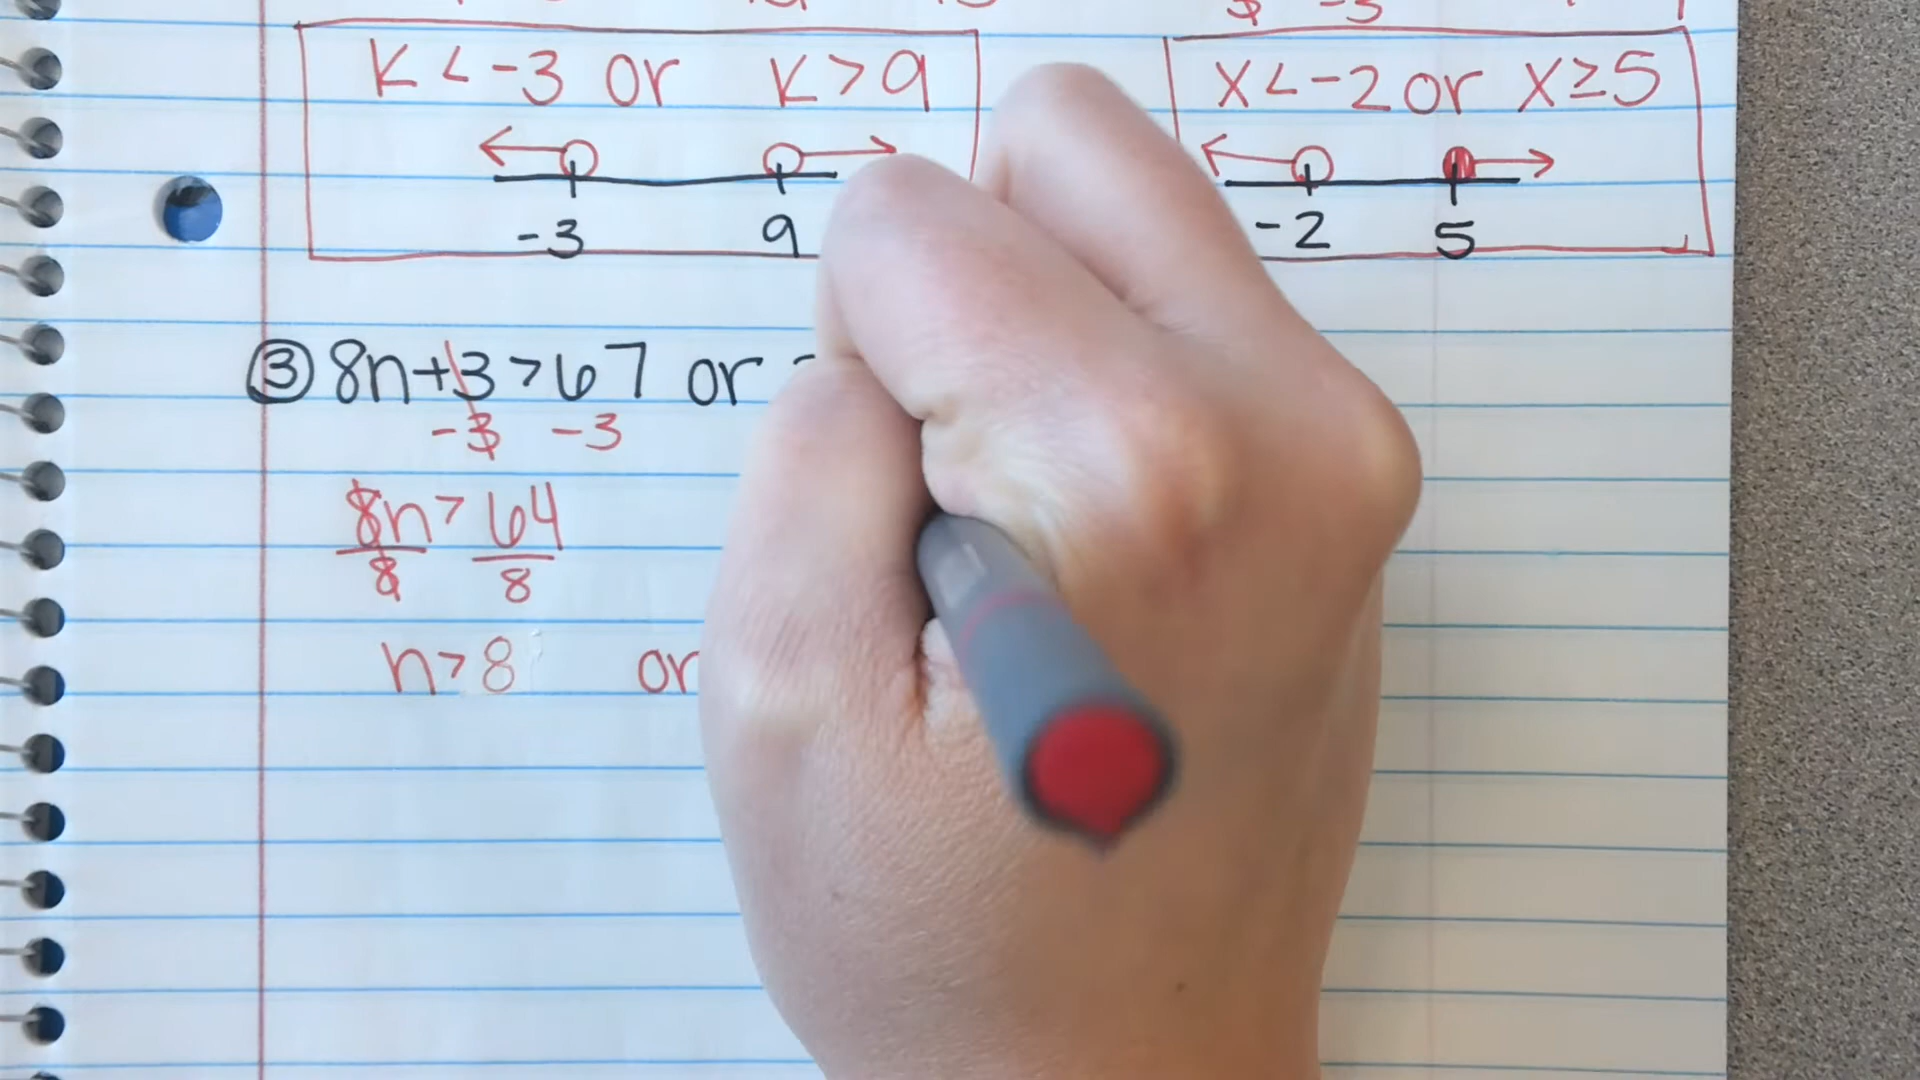 $ -3
K < -3 or K > 9
-3 9
X < -2 or X ≥ 5
-2 5
③ 8n + 3 > 67 or -
-3 -3
8n > 64
8 8
n > 8 or